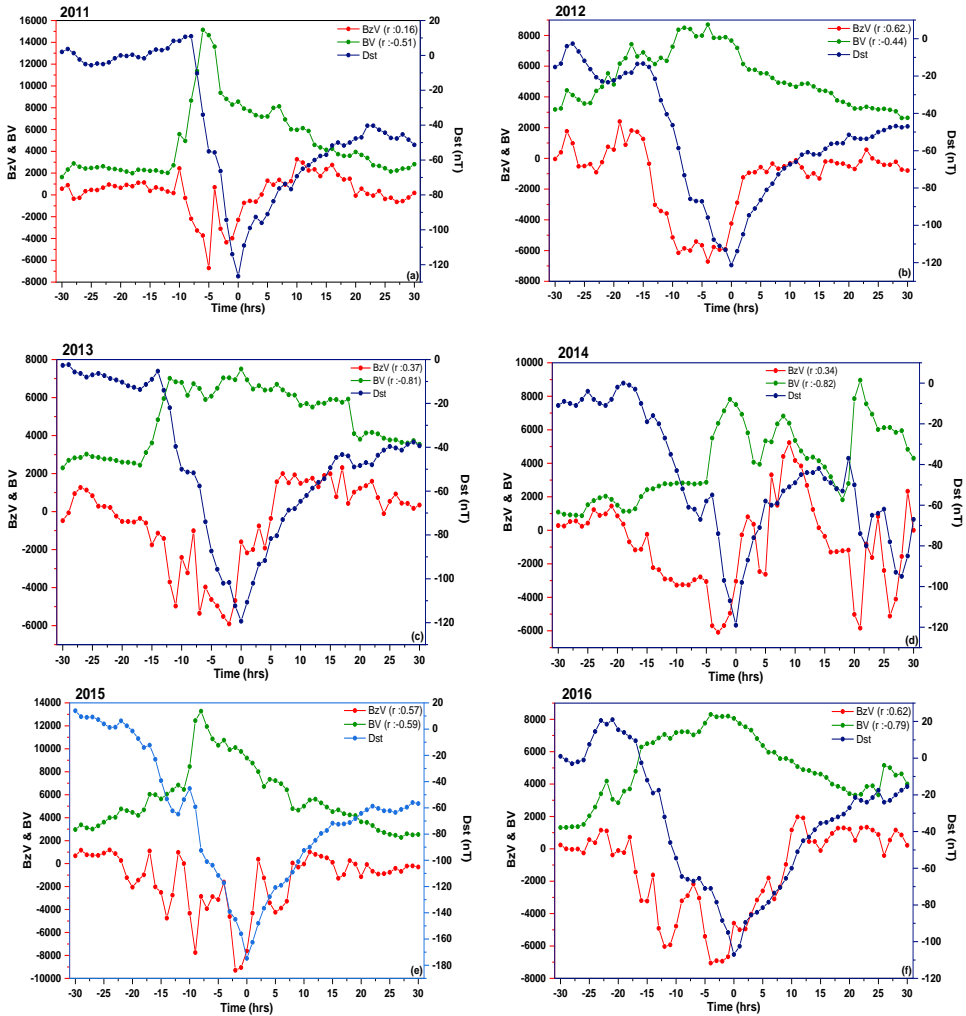 2011
BzV (r :0.16)
BV (r :-0.51)
Dst
16000
14000
12000
10000
8000
6000
4000
2000
0
-2000
-4000
-6000
-8000
BzV & BV
20
0
-20
-40
-60
-80
-100
-120
Dst (nT)
-30 -25 -20 -15 -10 -5 0 5 10 15 20 25 30
Time (hrs)
(a)
2012
BzV (r :0.62.)
BV (r :-0.44)
Dst
8000
6000
4000
2000
0
-2000
-4000
-6000
-8000
BzV & BV
20
0
-20
-40
-60
-80
-100
-120
Dst (nT)
-30 -25 -20 -15 -10 -5 0 5 10 15 20 25 30
Time (hrs)
(b)
2013
BzV (r :0.37)
BV (r :-0.81)
Dst
8000
6000
4000
2000
0
-2000
-4000
-6000
BzV & BV
0
-20
-40
-60
-80
-100
-120
Dst (nT)
-30 -25 -20 -15 -10 -5 0 5 10 15 20 25 30
Time (hrs)
(c)
2014
BzV (r :0.34)
BV (r :-0.82)
Dst
10000
8000
6000
4000
2000
0
-2000
-4000
-6000
BzV & BV
0
-20
-40
-60
-80
-100
-120
Dst (nT)
-30 -25 -20 -15 -10 -5 0 5 10 15 20 25 30
Time (hrs)
(d)
2015
BzV (r :0.57)
BV (r :-0.59)
Dst
14000
12000
10000
8000
6000
4000
2000
0
-2000
-4000
-6000
-8000
-10000
BzV & BV
20
0
-20
-40
-60
-80
-100
-120
-140
-160
-180
Dst (nT)
-30 -25 -20 -15 -10 -5 0 5 10 15 20 25 30
Time (hrs)
(e)
2016
BzV (r :0.62)
BV (r :-0.79)
Dst
8000
6000
4000
2000
0
-2000
-4000
-6000
-8000
BzV & BV
20
0
-20
-40
-60
-80
-100
-120
Dst (nT)
-30 -25 -20 -15 -10 -5 0 5 10 15 20 25 30
Time (hrs)
(f)